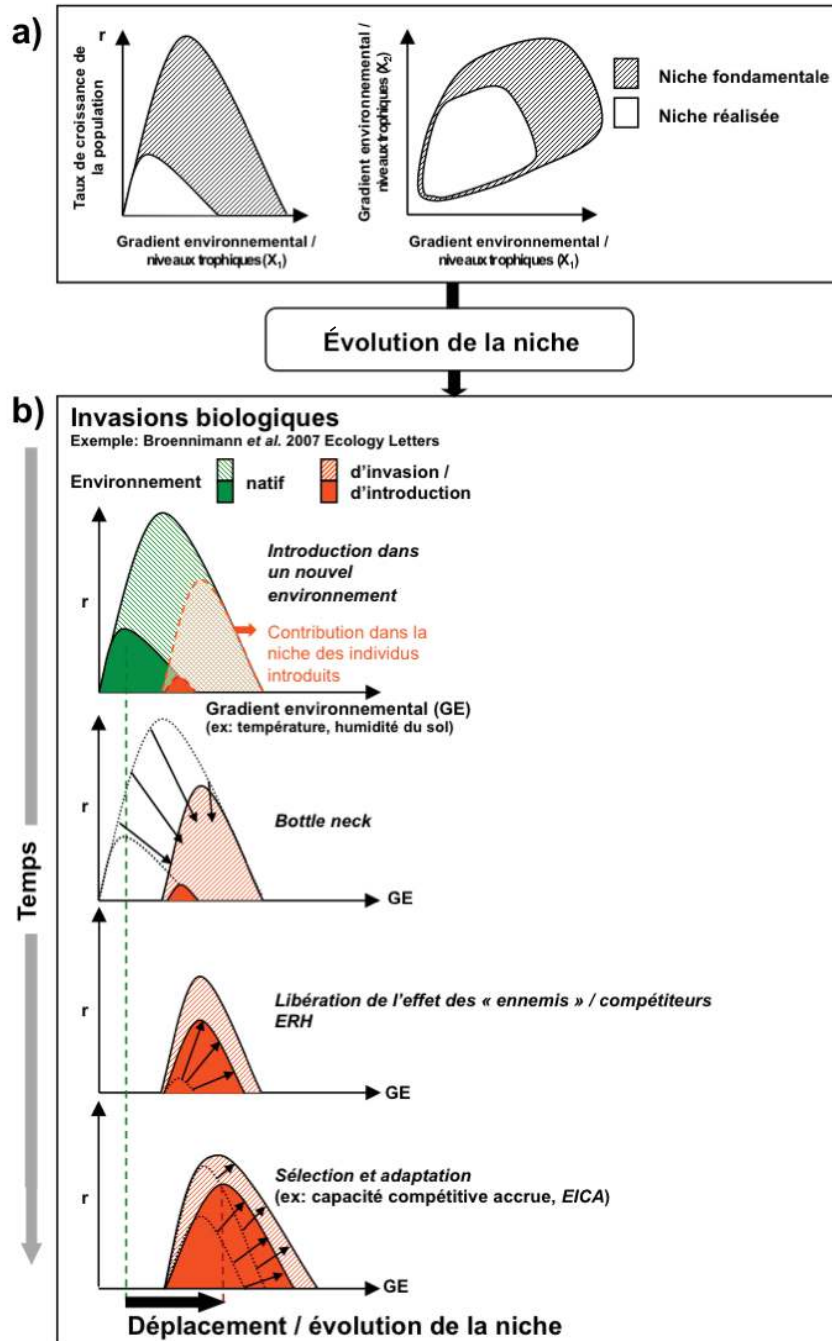 a)
r
Taux de croissance de
la population
Gradient environnemental /
niveaux trophiques (X1)
Gradient environnemental /
niveaux trophiques (X2)
Gradient environnemental /
niveaux trophiques (X1)
Niche fondamentale
Niche réalisée
Évolution de la niche
b)
Invasions biologiques
Exemple: Broennimann et al. 2007 Ecology Letters
Environnement
natif
d'invasion /
d'introduction
Introduction dans
un nouvel
environnement
r
Contribution dans la
niche des individus
introduits
Gradient environnemental (GE)
(ex: température, humidité du sol)
r
Bottle neck
GE
Temps
r
Libération de l'effet des « ennemis » / compétiteurs
ERH
GE
r
Sélection et adaptation
(ex: capacité compétitive accrue, EICA)
GE
Déplacement / évolution de la niche